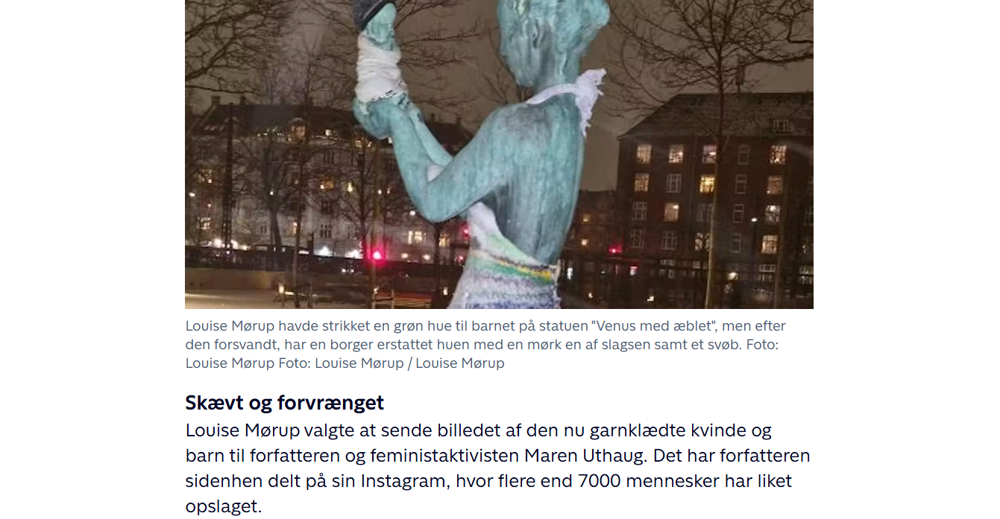 Louise Mørup havde strikket en grøn hue til barnet på statuen "Venus med æblet", men efter
den forsvandt, har en borger erstattet huen med en mørk en af slagsen samt et svøb. Foto:
Louise Mørup Foto: Louise Mørup / Louise Mørup
Skævt og forvrænget
Louise Mørup valgte at sende billedet af den nu garnklædte kvinde og
barn til forfatteren og feministaktivisten Maren Uthaug. Det har forfatteren
sidenhen delt på sin Instagram, hvor flere end 7000 mennesker har liket
opslaget.